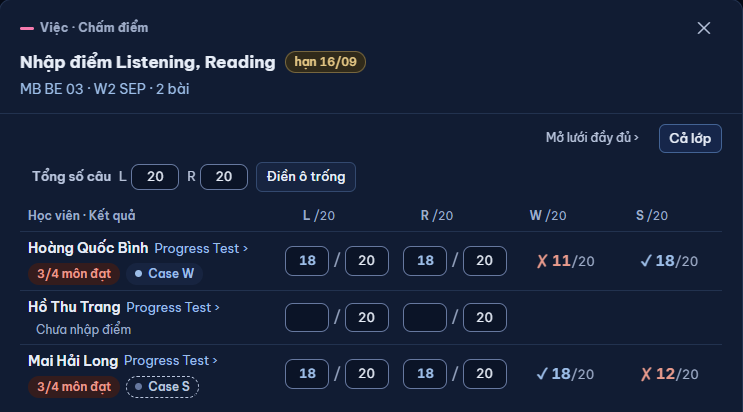 Việc · Chấm điểm
Nhập điểm Listening, Reading hạn 16/09
MB BE 03 · W2 SEP · 2 bài
Mở lưới đầy đủ › Cả lớp
Tổng số câu L 20 R 20 Điền ô trống
Học viên · Kết quả L /20 R /20 W /20 S /20
Hoàng Quốc Bình Progress Test ›
18 / 20 18 / 20 ✗ 11/20 ✓ 18/20
3/4 môn đạt Case W
Hồ Thu Trang Progress Test ›
/ 20 / 20
Chưa nhập điểm
Mai Hải Long Progress Test ›
18 / 20 18 / 20 ✓ 18/20 ✗ 12/20
3/4 môn đạt Case S